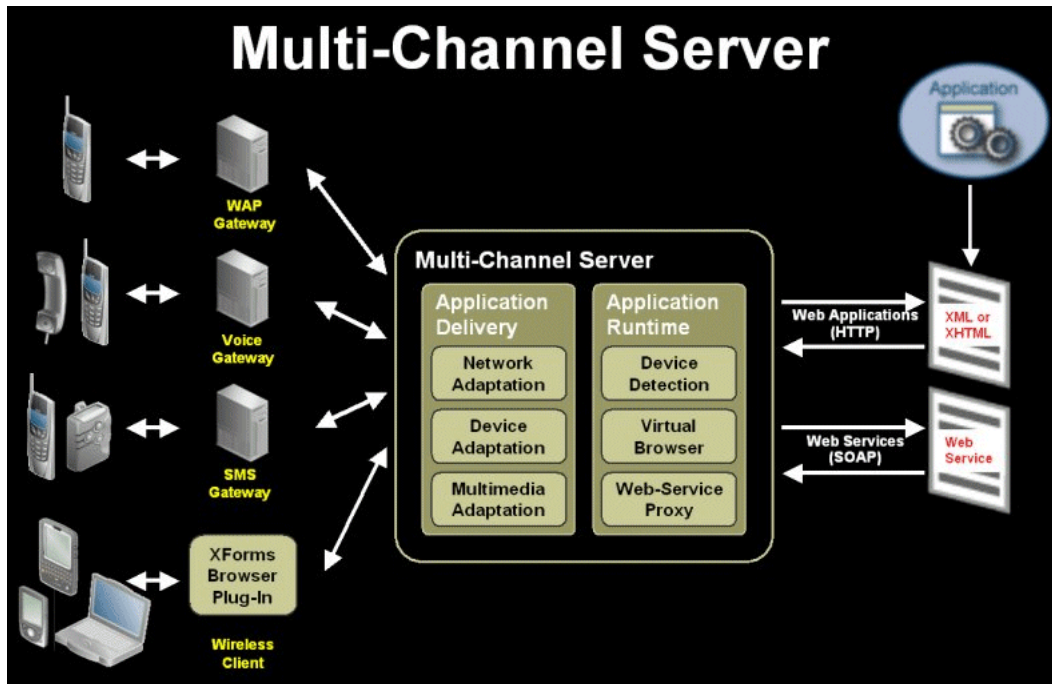 Multi-Channel Server
Application
WAP
Gateway
Voice
Gateway
SMS
Gateway
XForms
Browser
Plug-In
Wireless
Client
Multi-Channel Server
Application
Delivery
Network
Adaptation
Device
Adaptation
Multimedia
Adaptation
Application
Runtime
Device
Detection
Virtual
Browser
Web-Service
Proxy
Web Applications
(HTTP)
XML or
XHTML
Web Services
(SOAP)
Web
Service